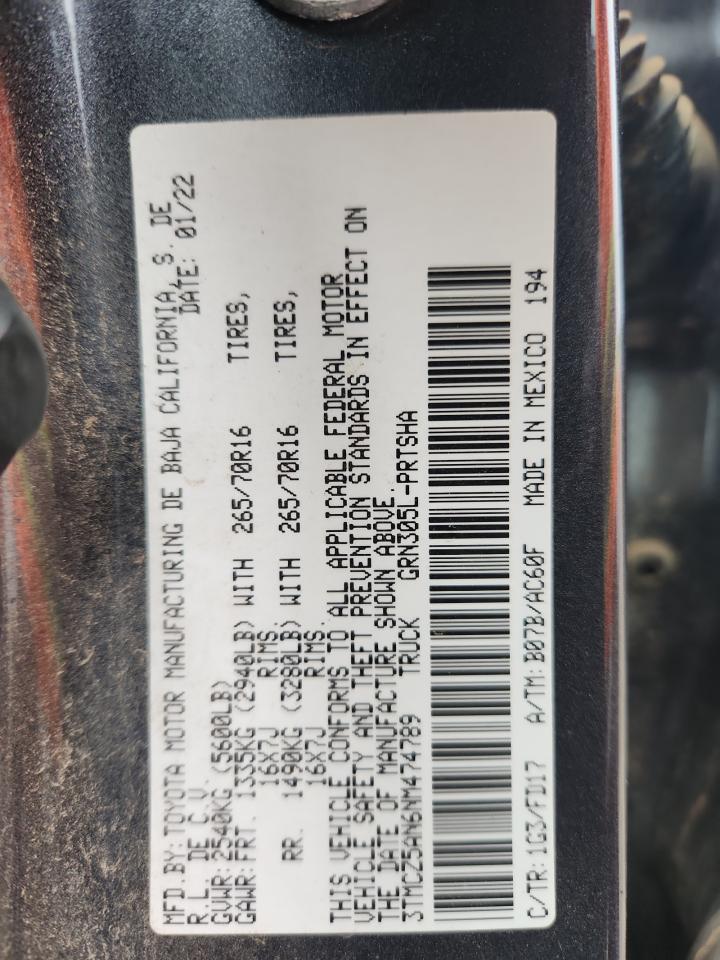 MFD.BY: TOYOTA MOTOR MANUFACTURING DE BAJA CALIFORNIA, S. DE
R.L. DE C.V. DATE: 01/22
GVWR: 2540KG (5600LB)
GAWR: FRT. 1335KG (2940LB) WITH 265/70R16 TIRES,
16X7J RIMS.
RR. 1490KG (3280LB) WITH 265/70R16 TIRES,
16X7J RIMS.
THIS VEHICLE CONFORMS TO ALL APPLICABLE FEDERAL MOTOR
VEHICLE SAFETY AND THEFT PREVENTION STANDARDS IN EFFECT ON
THE DATE OF MANUFACTURE SHOWN ABOVE.
3TMCZ5AN6NM474789 TRUCK GRN305L-PRTSHA
C/TR: 1G3/FD17 A/TM: B07B/AC60F MADE IN MEXICO 194